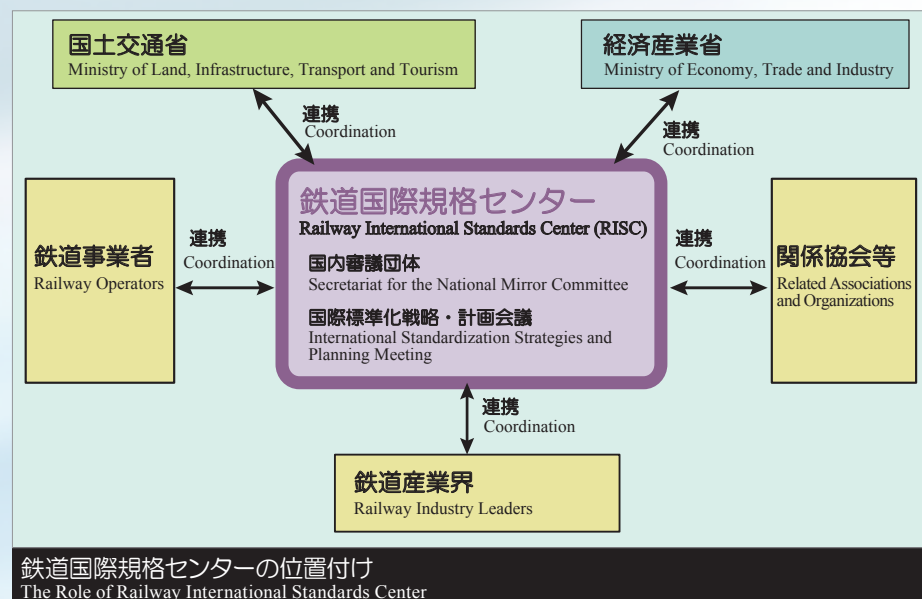 国土交通省
Ministry of Land, Infrastructure, Transport and Tourism
経済産業省
Ministry of Economy, Trade and Industry
連携
Coordination
連携
Coordination
鉄道国際規格センター
Railway International Standards Center (RISC)
国内審議団体
Secretariat for the National Mirror Committee
国際標準化戦略・計画会議
International Standardization Strategies and
Planning Meeting
鉄道事業者
Railway Operators
連携
Coordination
連携
Coordination
関係協会等
Related Associations
and Organizations
連携
Coordination
鉄道産業界
Railway Industry Leaders
鉄道国際規格センターの位置付け
The Role of Railway International Standards Center